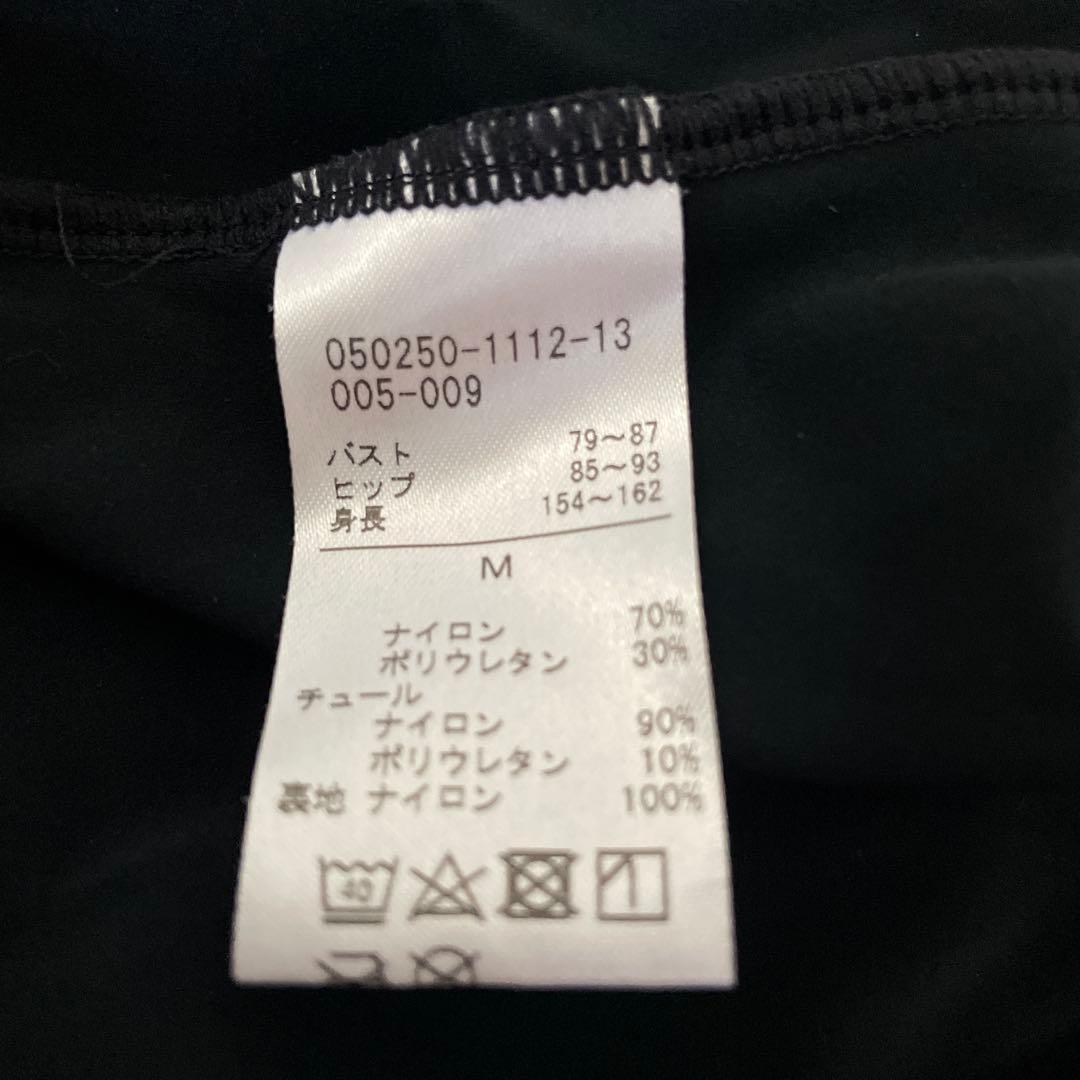 050250-1112-13
005-009
バスト 79〜87
ヒップ 85〜93
身長 154〜162
M
ナイロン 70%
ポリウレタン 30%
チュール
ナイロン 90%
ポリウレタン 10%
裏地 ナイロン 100%
40